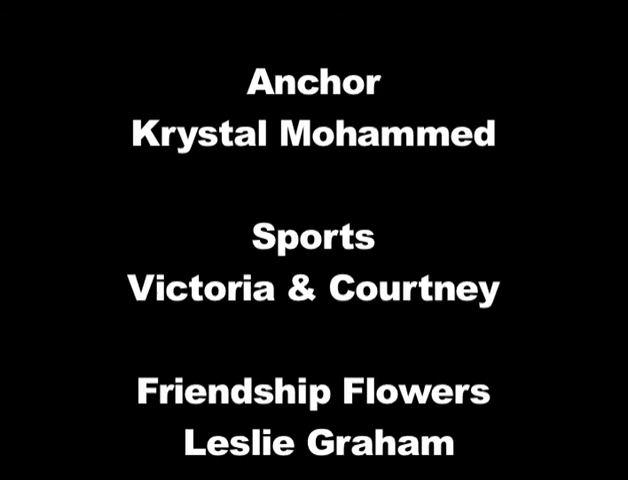 Anchor
Krystal Mohammed
Sports
Victoria & Courtney
Friendship Flowers
Leslie Graham